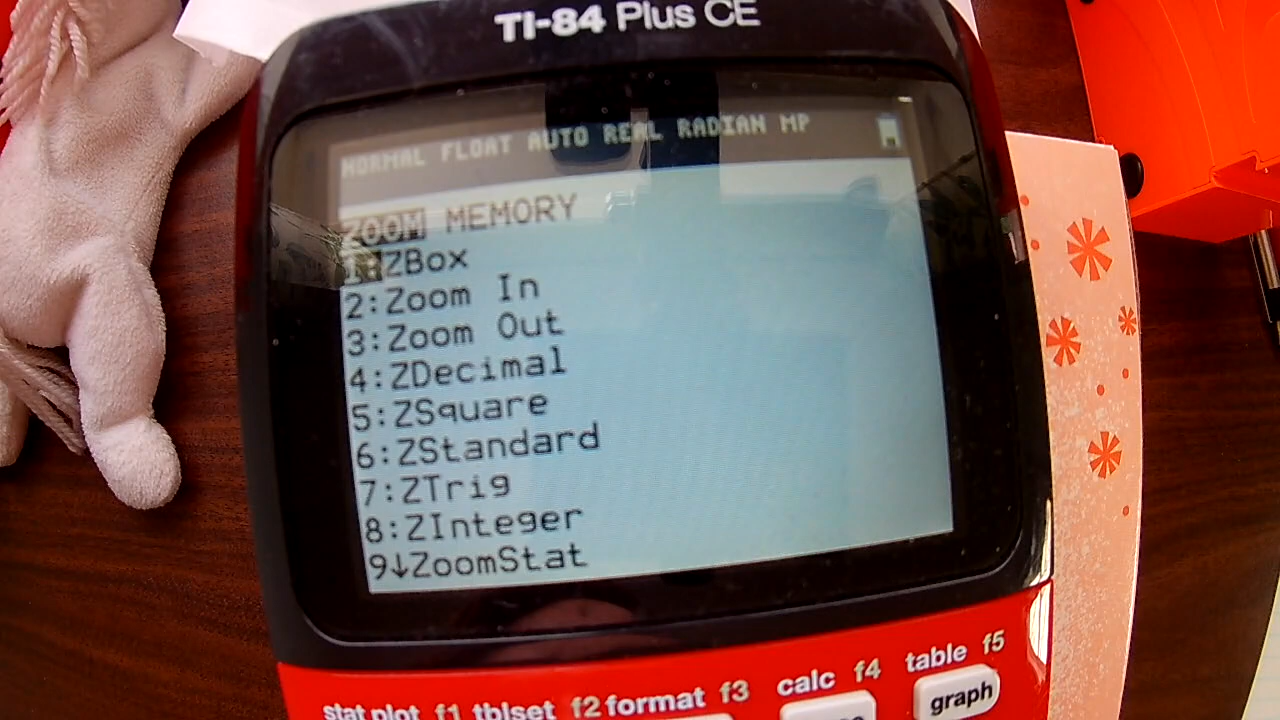 TI-84 Plus CE
NORMAL FLOAT AUTO REAL RADIAN MP
ZOOM MEMORY
1:ZBox
2:Zoom In
3:Zoom Out
4:ZDecimal
5:ZSquare
6:ZStandard
7:ZTrig
8:ZInteger
9↓ZoomStat
stat plot f1 tblset f2 format f3 calc f4 table f5
graph